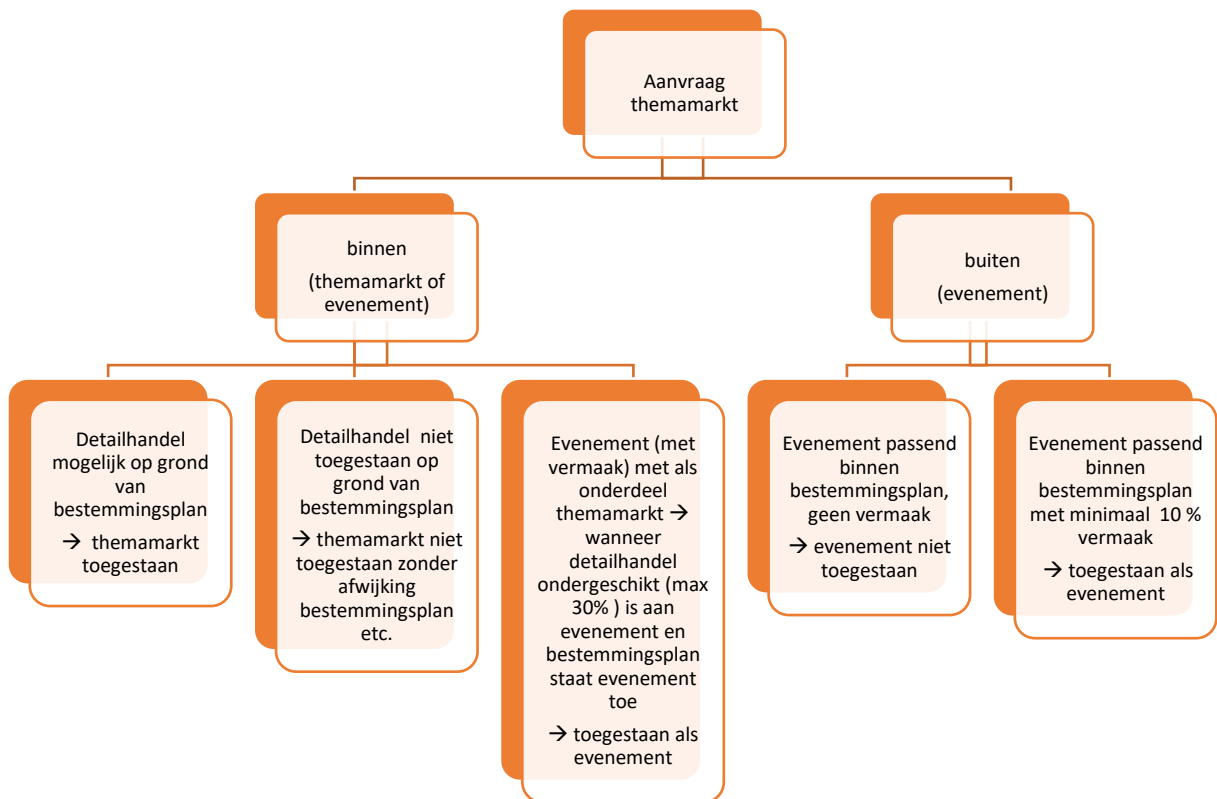 Aanvraag
themamarkt
binnen
(themamarkt of
evenement)
buiten
(evenement)
Detailhandel
mogelijk op grond
van
bestemmingsplan
→ themamarkt
toegestaan
Detailhandel niet
toegestaan op
grond van
bestemmingsplan
→ themamarkt niet
toegestaan zonder
afwijking
bestemmingsplan
etc.
Evenement (met
vermaak) met als
onderdeel
themamarkt →
wanneer
detailhandel
ondergeschikt (max
30% ) is aan
evenement en
bestemmingsplan
staat evenement
toe
→ toegestaan als
evenement
Evenement passend
binnen
bestemmingsplan,
geen vermaak
→ evenement niet
toegestaan
Evenement passend
binnen
bestemmingsplan
met minimaal 10 %
vermaak
→ toegestaan als
evenement